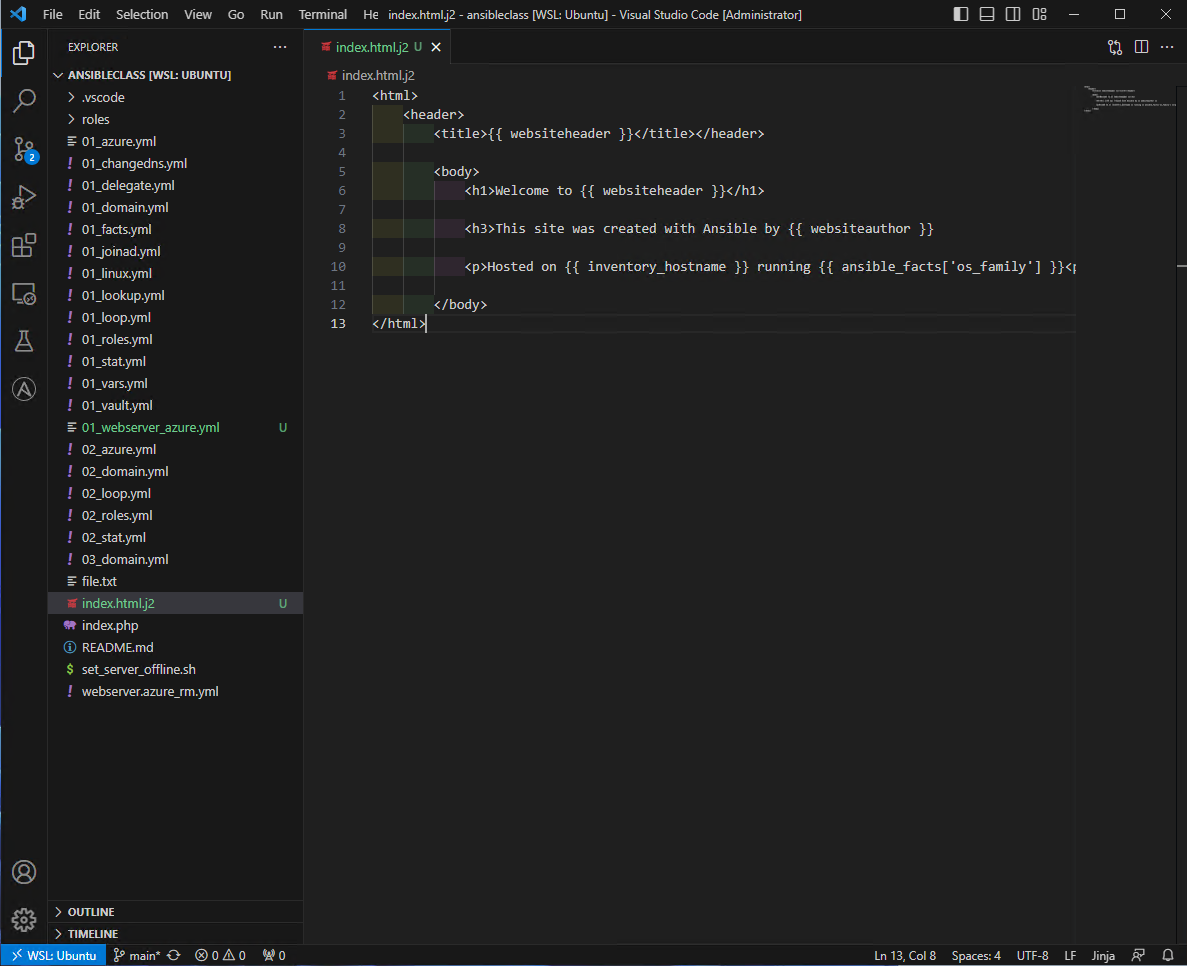 File Edit Selection View Go Run Terminal He index.html.j2 - ansibleclass [WSL: Ubuntu] - Visual Studio Code [Administrator]
EXPLORER
ANSIBLECLASS [WSL: UBUNTU]
.vscode
roles
01_azure.yml
! 01_changedns.yml
! 01_delegate.yml
! 01_domain.yml
! 01_facts.yml
! 01_joinad.yml
! 01_linux.yml
! 01_lookup.yml
! 01_loop.yml
! 01_roles.yml
! 01_stat.yml
! 01_vars.yml
! 01_vault.yml
01_webserver_azure.yml U
! 02_azure.yml
! 02_domain.yml
! 02_loop.yml
! 02_roles.yml
! 02_stat.yml
! 03_domain.yml
file.txt
index.html.j2 U
index.php
README.md
$ set_server_offline.sh
! webserver.azure_rm.yml
OUTLINE
TIMELINE
2
index.html.j2 U
index.html.j2
1 <html>
2 <header>
3 <title>{{ websiteheader }}</title></header>
4
5 <body>
6 <h1>Welcome to {{ websiteheader }}</h1>
7
8 <h3>This site was created with Ansible by {{ websiteauthor }}
9
10 <p>Hosted on {{ inventory_hostname }} running {{ ansible_facts['os_family'] }}<p
11
12 </body>
13 </html>
WSL: Ubuntu main* 0 0 0 Ln 13, Col 8 Spaces: 4 UTF-8 LF Jinja